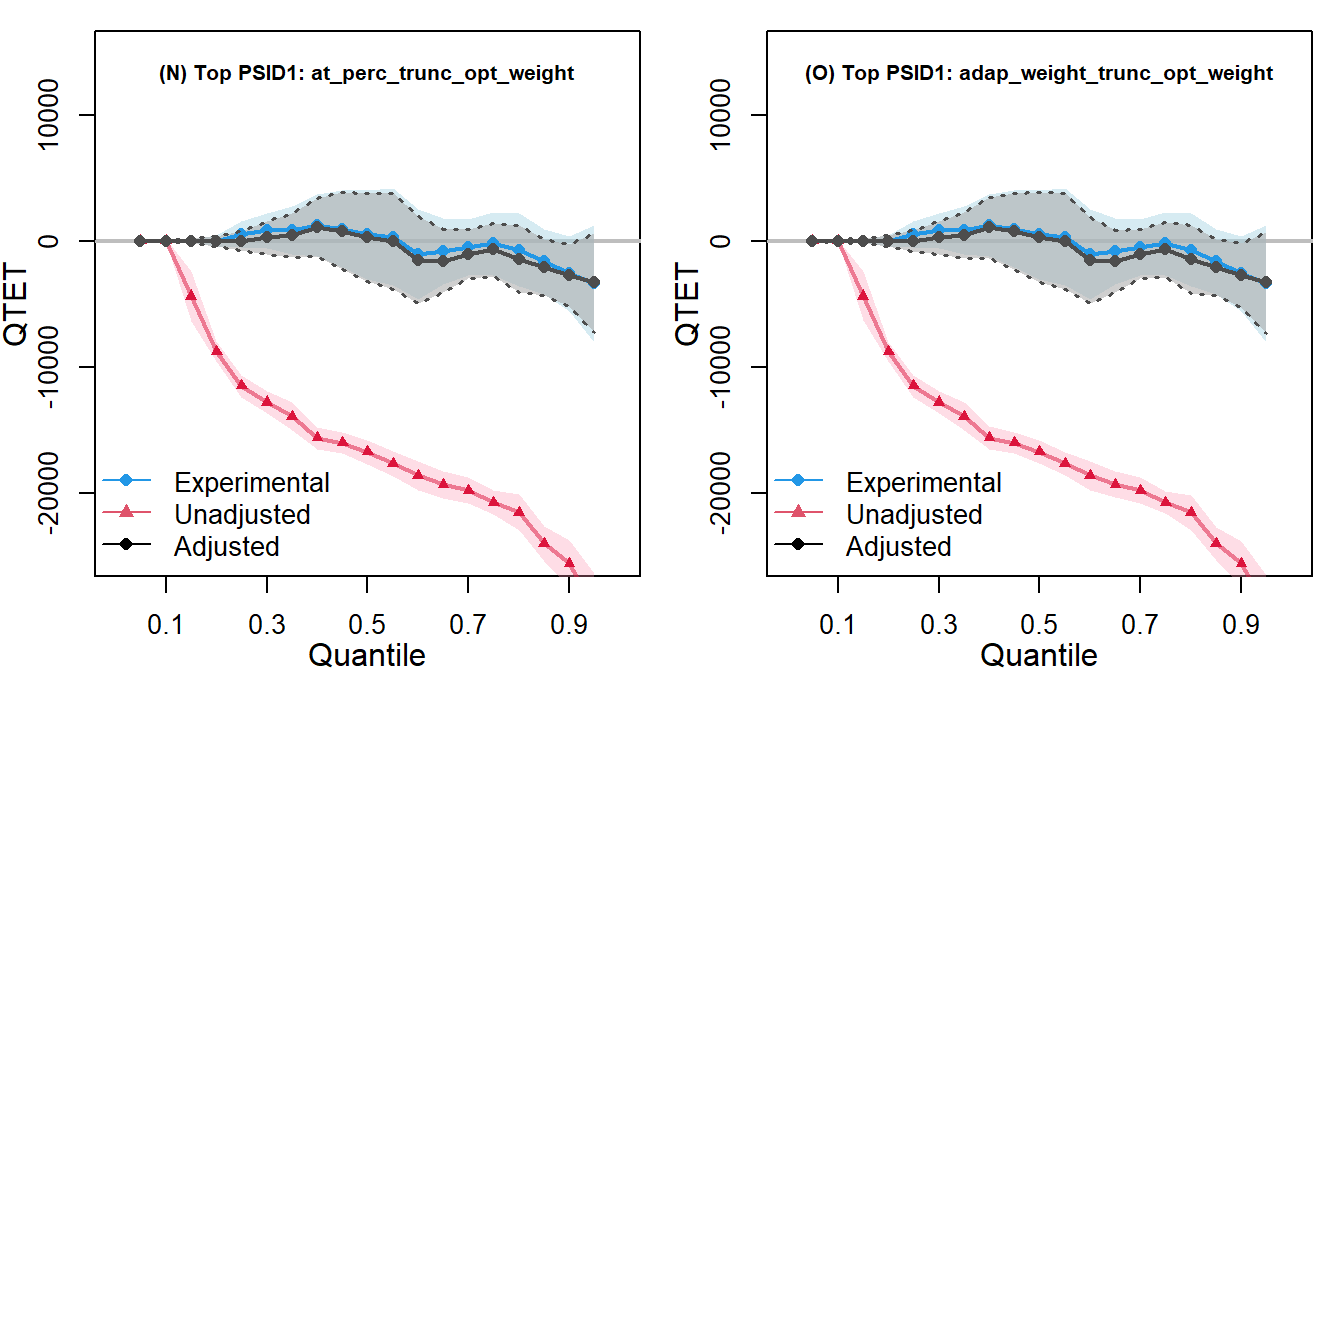 (N) Top PSID1: at_perc_trunc_opt_weight
QTET
10000
0
-10000
-20000
Experimental
Unadjusted
Adjusted
0.1 0.3 0.5 0.7 0.9
Quantile
(O) Top PSID1: adap_weight_trunc_opt_weight
QTET
10000
0
-10000
-20000
Experimental
Unadjusted
Adjusted
0.1 0.3 0.5 0.7 0.9
Quantile